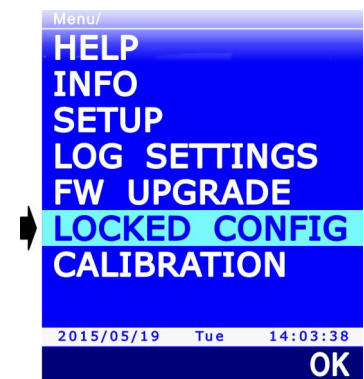 Menu/
HELP
INFO
SETUP
LOG SETTINGS
FW UPGRADE
LOCKED CONFIG
CALIBRATION
2015/05/19 Tue 14:03:38
OK